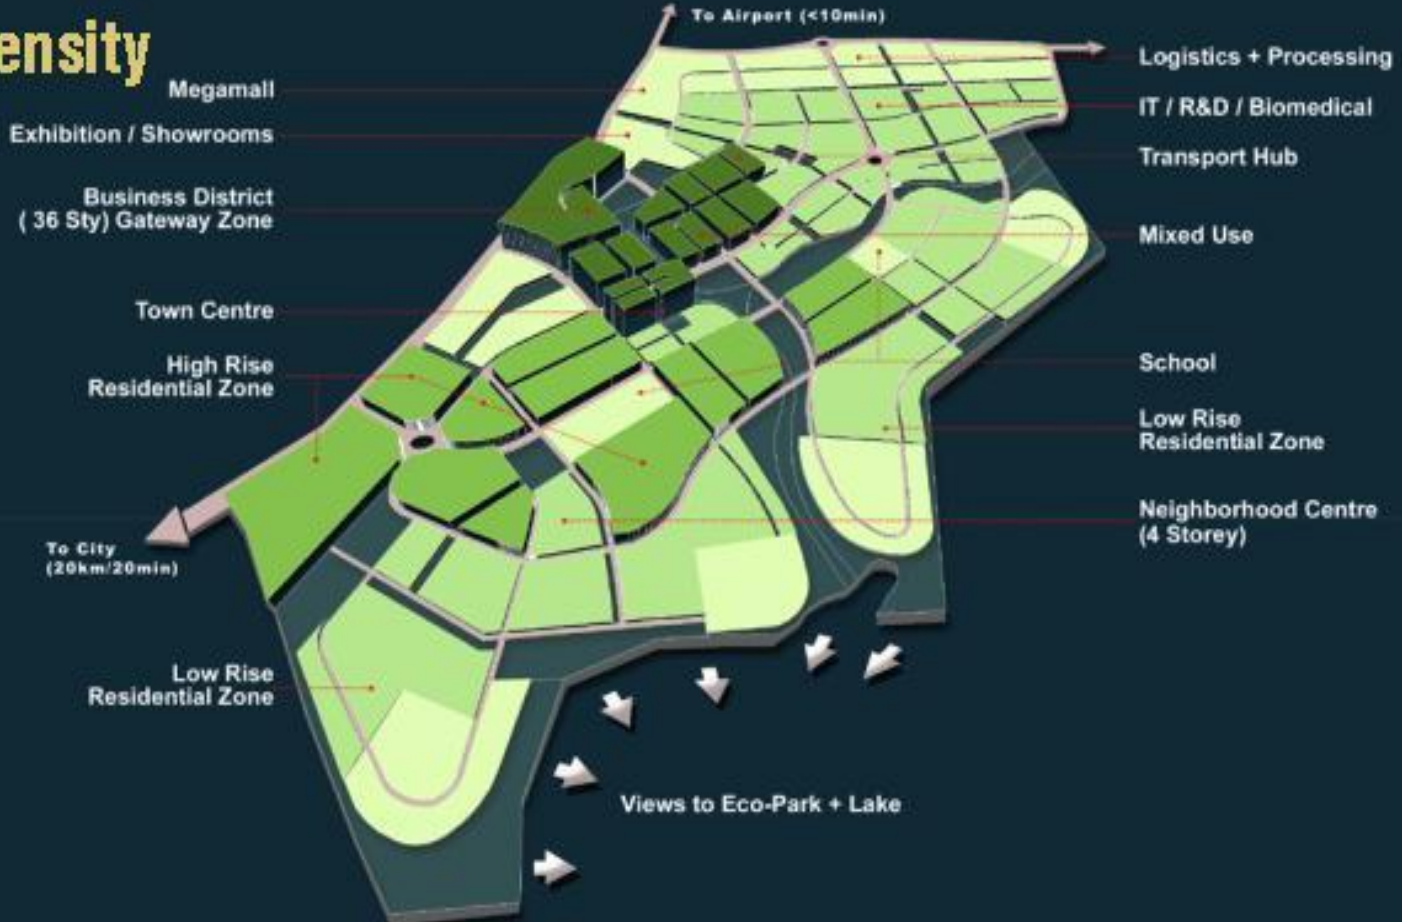 ensity
To Airport (<10min)
Megamall
Exhibition / Showrooms
Business District
( 36 Sty) Gateway Zone
Town Centre
High Rise
Residential Zone
To City
(20km/20min)
Low Rise
Residential Zone
Logistics + Processing
IT / R&D / Biomedical
Transport Hub
Mixed Use
School
Low Rise
Residential Zone
Neighborhood Centre
(4 Storey)
Views to Eco-Park + Lake